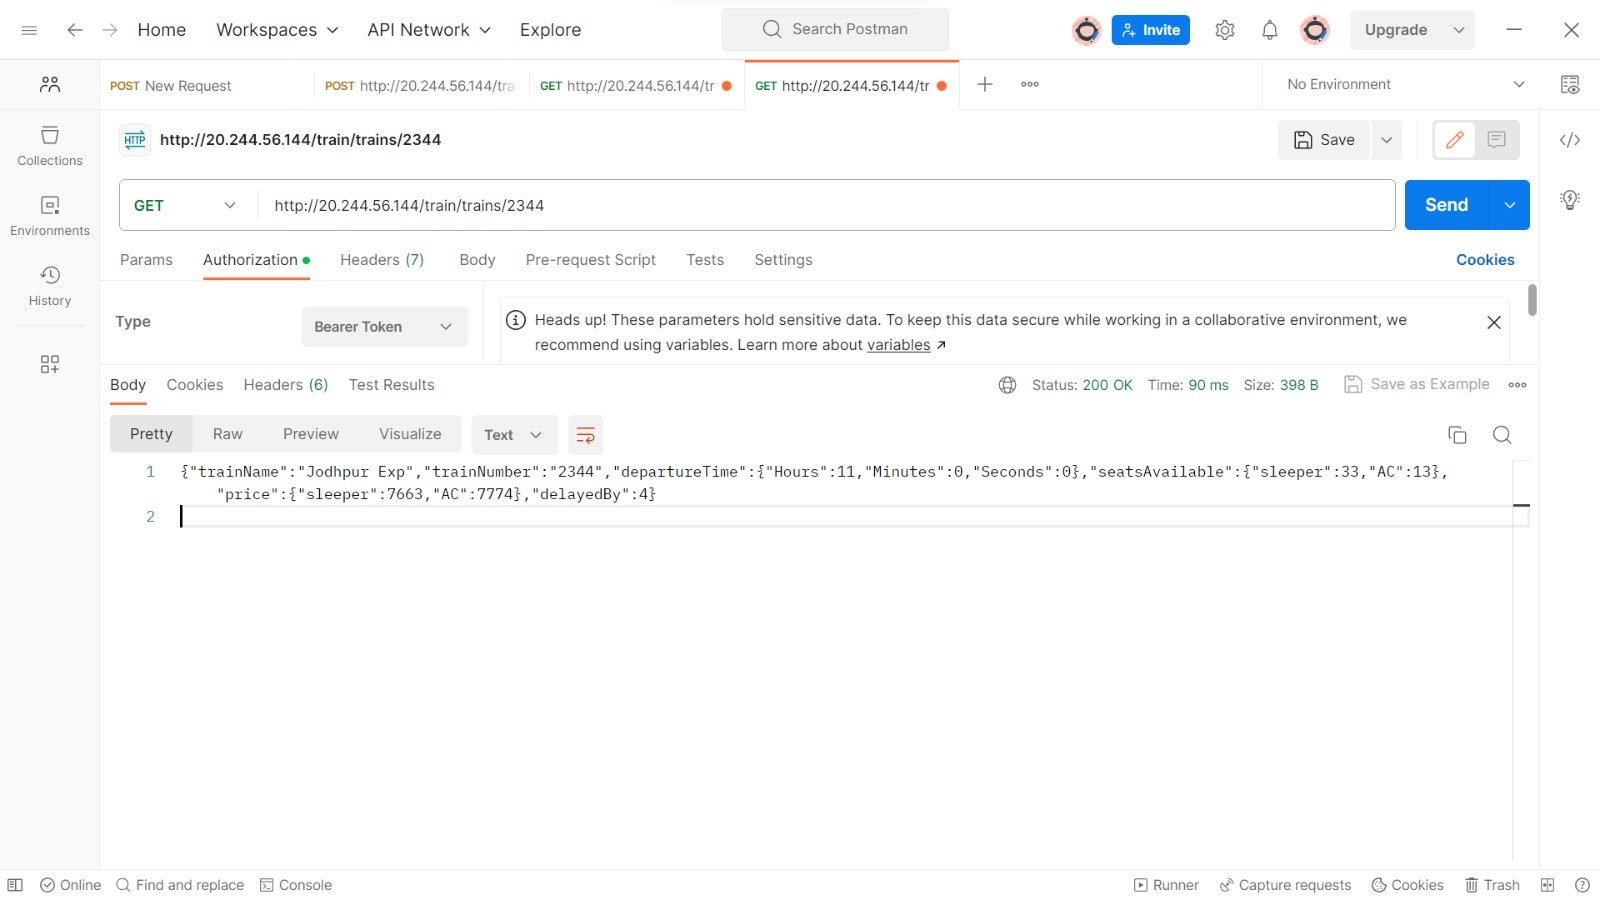 Home Workspaces API Network Explore Search Postman Invite Upgrade
POST New Request POST http://20.244.56.144/tra GET http://20.244.56.144/tr GET http://20.244.56.144/tr No Environment
HTTP http://20.244.56.144/train/trains/2344 Save
Collections
GET http://20.244.56.144/train/trains/2344 Send
Environments
Params Authorization Headers (7) Body Pre-request Script Tests Settings Cookies
History
Type Bearer Token
Heads up! These parameters hold sensitive data. To keep this data secure while working in a collaborative environment, we
recommend using variables. Learn more about variables ↗
Body Cookies Headers (6) Test Results Status: 200 OK Time: 90 ms Size: 398 B Save as Example
Pretty Raw Preview Visualize Text
1 {"trainName":"Jodhpur Exp","trainNumber":"2344","departureTime":{"Hours":11,"Minutes":0,"Seconds":0},"seatsAvailable":{"sleeper":33,"AC":13},
"price":{"sleeper":7663,"AC":7774},"delayedBy":4}
2
Online Find and replace Console Runner Capture requests Cookies Trash